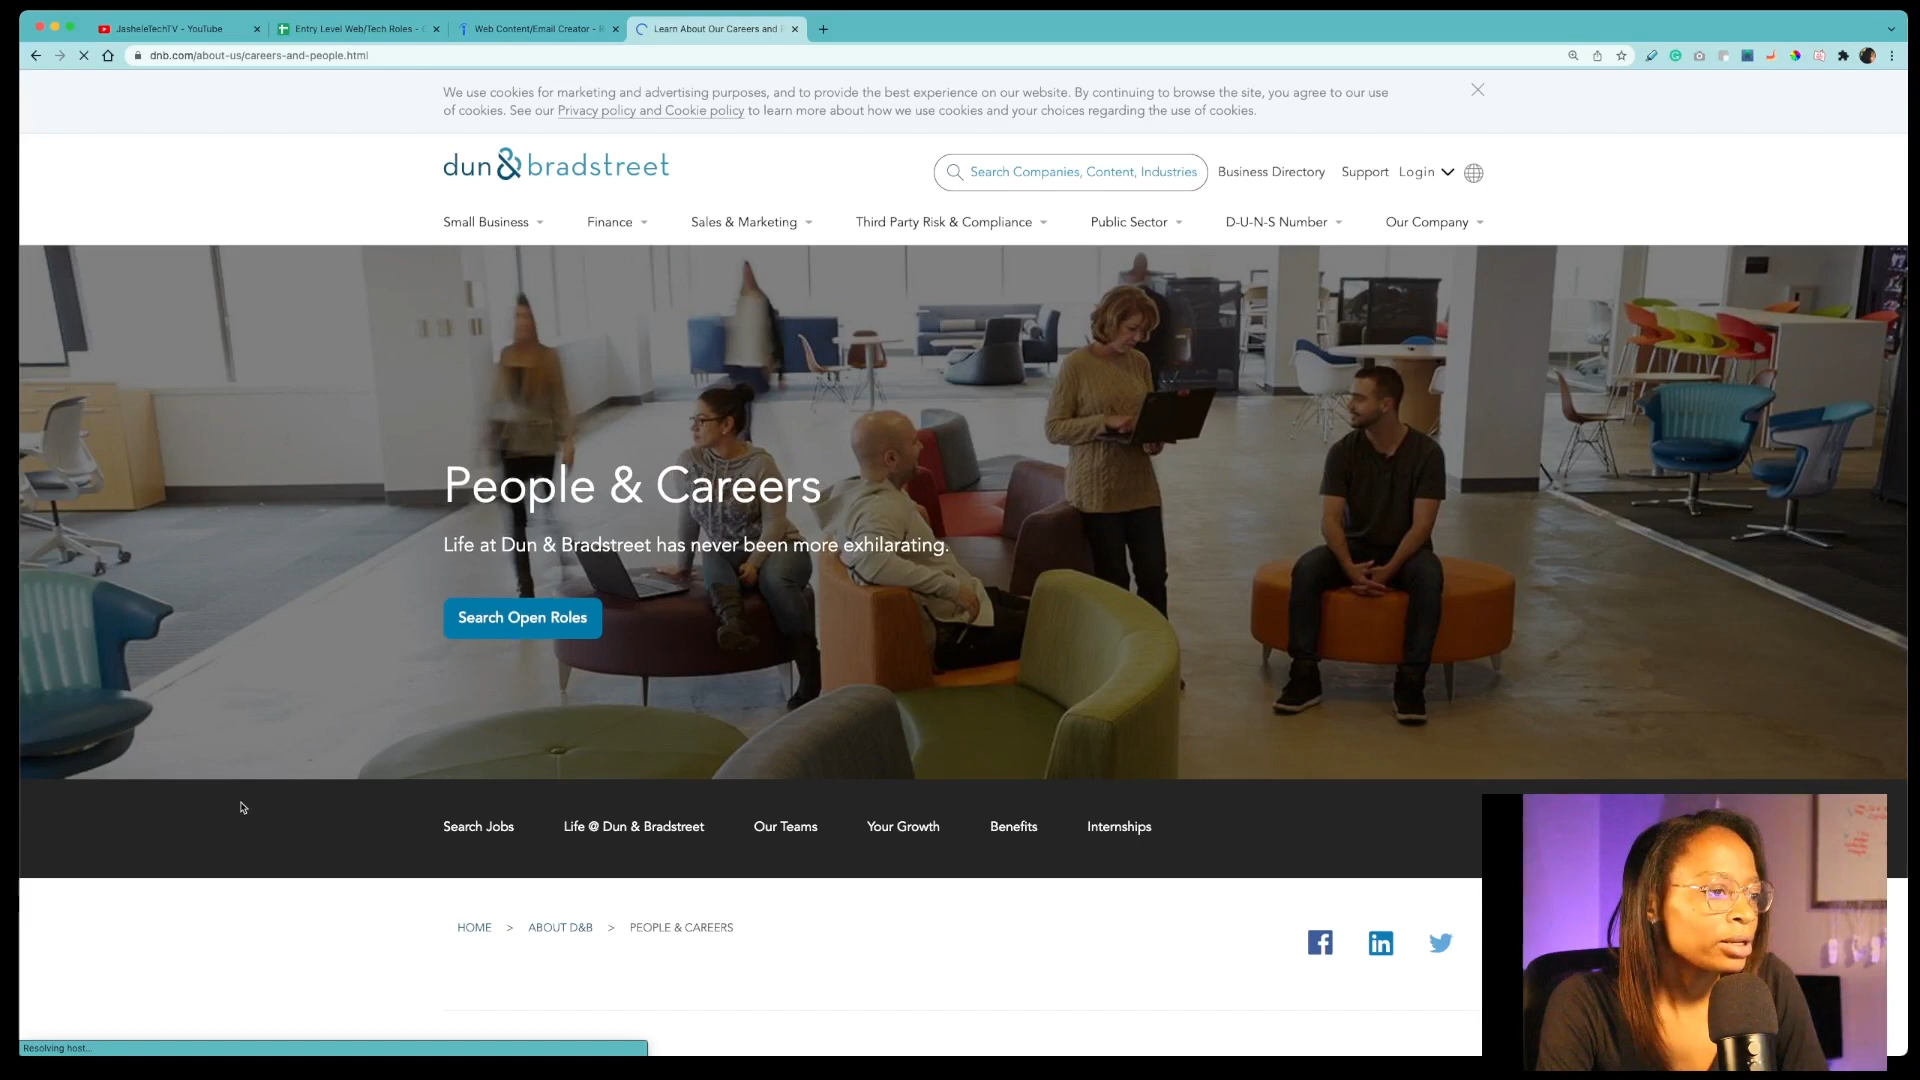 JasheleTechTV - YouTube
Entry Level Web/Tech Roles -
Web Content/Email Creator -
Learn About Our Careers and
dnb.com/about-us/careers-and-people.html
We use cookies for marketing and advertising purposes, and to provide the best experience on our website. By continuing to browse the site, you agree to our use
of cookies. See our Privacy policy and Cookie policy to learn more about how we use cookies and your choices regarding the use of cookies.
dun & bradstreet
Search Companies, Content, Industries
Business Directory
Support
Login
Small Business
Finance
Sales & Marketing
Third Party Risk & Compliance
Public Sector
D-U-N-S Number
Our Company
People & Careers
Life at Dun & Bradstreet has never been more exhilarating.
Search Open Roles
Search Jobs
Life @ Dun & Bradstreet
Our Teams
Your Growth
Benefits
Internships
HOME > ABOUT D&B > PEOPLE & CAREERS
Resolving host...